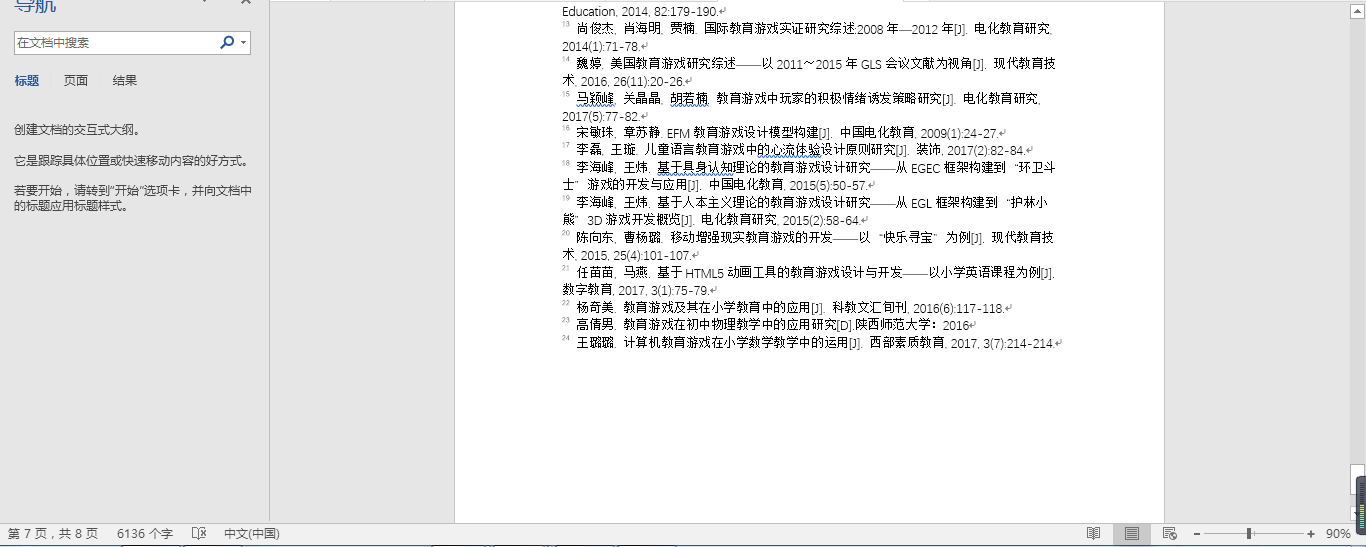 导航
在文档中搜索
标题 页面 结果
创建文档的交互式大纲。
它是跟踪具体位置或快速移动内容的好方式。
若要开始，请转到“开始”选项卡，并向文档中
的标题应用标题样式。
Education, 2014, 82:179-190.
13 尚俊杰, 肖海明, 贾楠. 国际教育游戏实证研究综述:2008 年—2012 年[J]. 电化教育研究,
2014(1):71-78.
14 魏婷. 美国教育游戏研究综述——以 2011～2015 年 GLS 会议文献为视角[J]. 现代教育技
术, 2016, 26(11):20-26.
15 马颖峰, 关晶晶, 胡若楠. 教育游戏中玩家的积极情绪诱发策略研究[J]. 电化教育研究,
2017(5):77-82.
16 宋敏珠, 章苏静. EFM 教育游戏设计模型构建[J]. 中国电化教育, 2009(1):24-27.
17 李磊, 王璇. 儿童语言教育游戏中的心流体验设计原则研究[J]. 装饰, 2017(2):82-84.
18 李海峰, 王炜. 基于具身认知理论的教育游戏设计研究——从 EGEC 框架构建到 “环卫斗
士” 游戏的开发与应用[J]. 中国电化教育, 2015(5):50-57.
19 李海峰, 王炜. 基于人本主义理论的教育游戏设计研究——从 EGL 框架构建到 “护林小
熊” 3D 游戏开发概览[J]. 电化教育研究, 2015(2):58-64.
20 陈向东, 曹杨璐. 移动增强现实教育游戏的开发——以 “快乐寻宝” 为例[J]. 现代教育技
术, 2015, 25(4):101-107.
21 任苗苗, 马燕. 基于 HTML5 动画工具的教育游戏设计与开发——以小学英语课程为例[J].
数字教育, 2017, 3(1):75-79.
22 杨奇美. 教育游戏及其在小学教育中的应用[J]. 科教文汇旬刊, 2016(6):117-118.
23 高倩男. 教育游戏在初中物理教学中的应用研究[D].陕西师范大学：2016
24 王璐璐. 计算机教育游戏在小学数学教学中的运用[J]. 西部素质教育, 2017, 3(7):214-214.
第 7 页，共 8 页 6136 个字 中文(中国) 90%